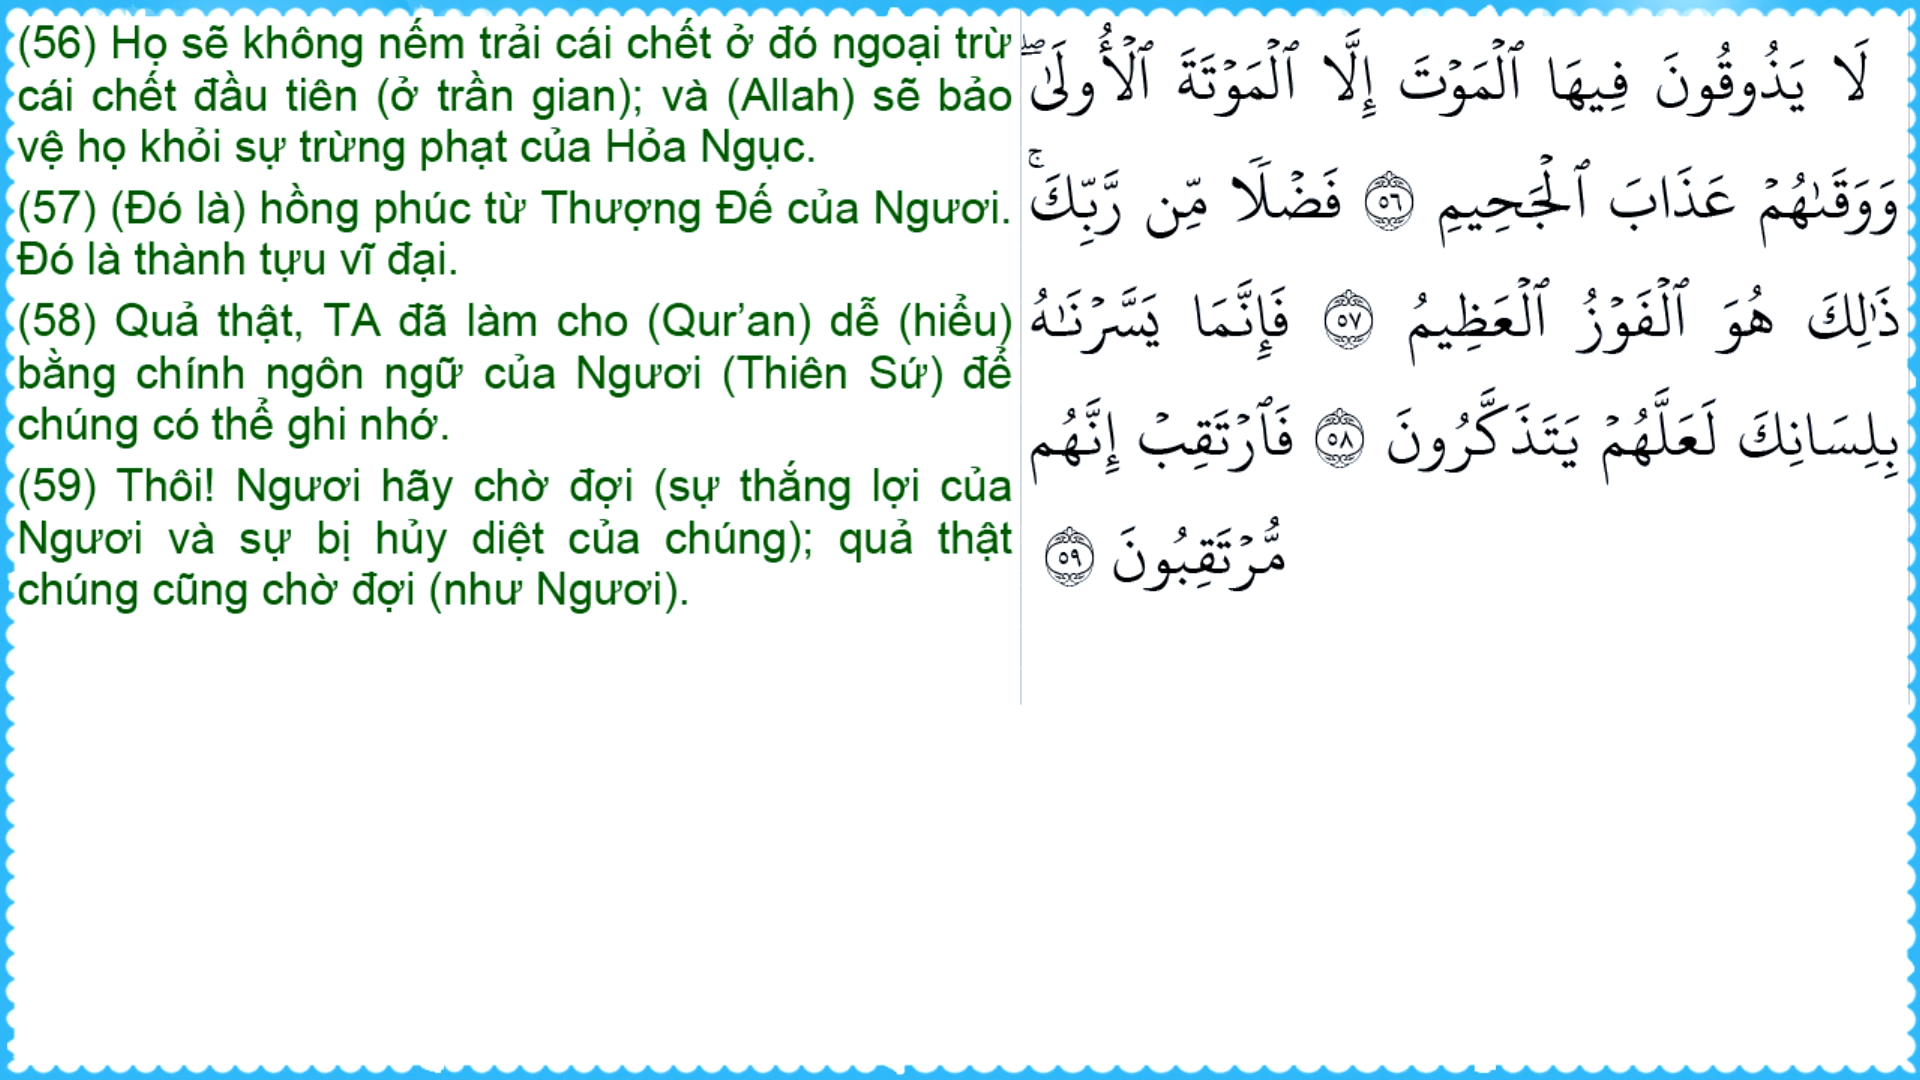 (56) Họ sẽ không nếm trải cái chết ở đó ngoại trừ
cái chết đầu tiên (ở trần gian); và (Allah) sẽ bảo
vệ họ khỏi sự trừng phạt của Hỏa Ngục.
(57) (Đó là) hồng phúc từ Thượng Đế của Ngươi.
Đó là thành tựu vĩ đại.
(58) Quả thật, TA đã làm cho (Qur’an) dễ (hiểu)
bằng chính ngôn ngữ của Ngươi (Thiên Sứ) để
chúng có thể ghi nhớ.
(59) Thôi! Ngươi hãy chờ đợi (sự thắng lợi của
Ngươi và sự bị hủy diệt của chúng); quả thật
chúng cũng chờ đợi (như Ngươi).
لَا يَذُوقُونَ فِيهَا ٱلۡمَوۡتَ إِلَّا ٱلۡمَوۡتَةَ ٱلۡأُولَىٰۖ
وَوَقَىٰهُمۡ عَذَابَ ٱلۡجَحِيمِ ٥٦ فَضۡلٗا مِّن رَّبِّكَۚ
ذَٰلِكَ هُوَ ٱلۡفَوۡزُ ٱلۡعَظِيمُ ٥٧ فَإِنَّمَا يَسَّرۡنَٰهُ
بِلِسَانِكَ لَعَلَّهُمۡ يَتَذَكَّرُونَ ٥٨ فَٱرۡتَقِبۡ إِنَّهُم
مُّرۡتَقِبُونَ ٥٩